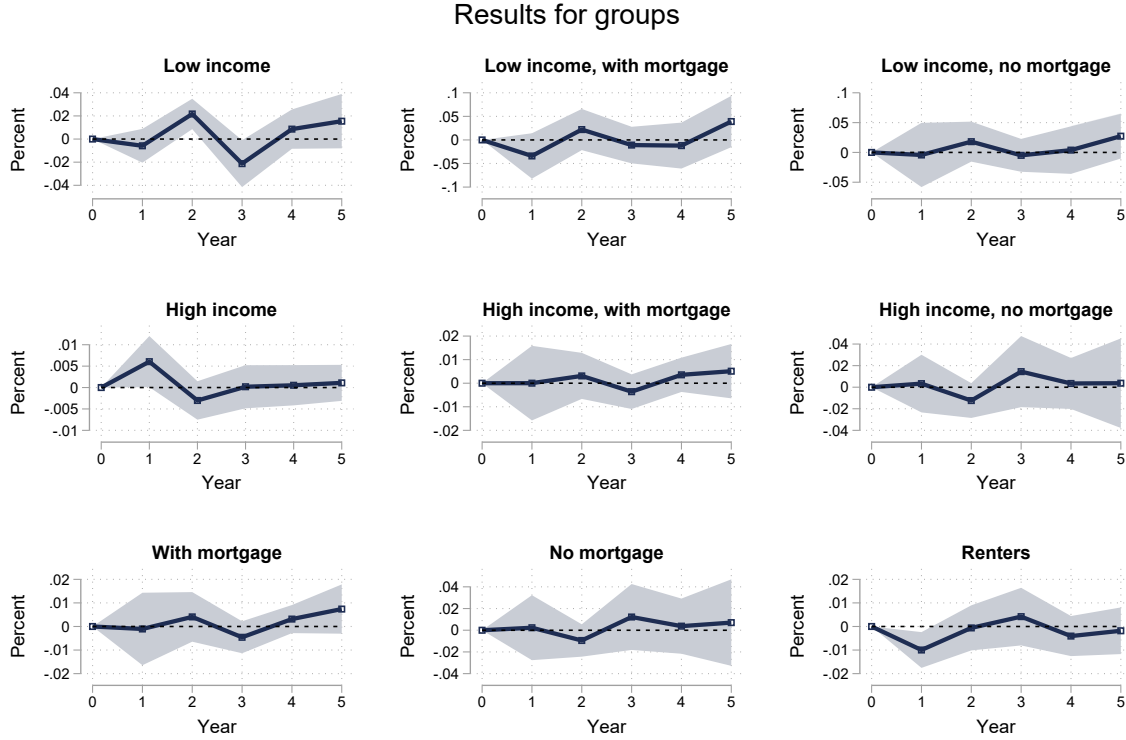 Results for groups
Low income
Percent
.04
.02
0
-.02
-.04
0 1 2 3 4 5
Year
Low income, with mortgage
Percent
.1
.05
0
-.05
-.1
0 1 2 3 4 5
Year
Low income, no mortgage
Percent
.1
.05
0
-.05
0 1 2 3 4 5
Year
High income
Percent
.01
.005
0
-.005
-.01
0 1 2 3 4 5
Year
High income, with mortgage
Percent
.02
.01
0
-.01
-.02
0 1 2 3 4 5
Year
High income, no mortgage
Percent
.04
.02
0
-.02
-.04
0 1 2 3 4 5
Year
With mortgage
Percent
.02
.01
0
-.01
-.02
0 1 2 3 4 5
Year
No mortgage
Percent
.04
.02
0
-.02
-.04
0 1 2 3 4 5
Year
Renters
Percent
.02
.01
0
-.01
-.02
0 1 2 3 4 5
Year